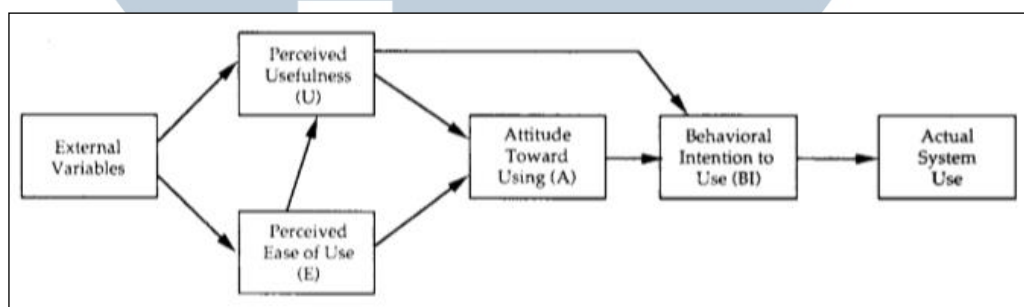 External
Variables
Perceived
Usefulness
(U)
Perceived
Ease of Use
(E)
Attitude
Toward
Using (A)
Behavioral
Intention to
Use (BI)
Actual
System
Use